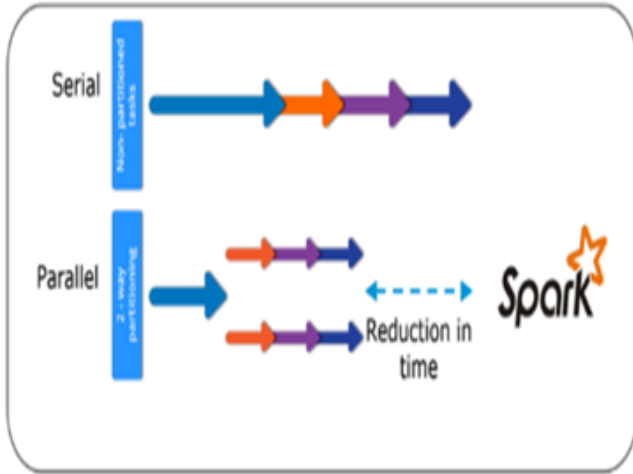 Serial
Non- partitioned
tasks
Parallel
2 - way
partitioning
Reduction in
time
Spark